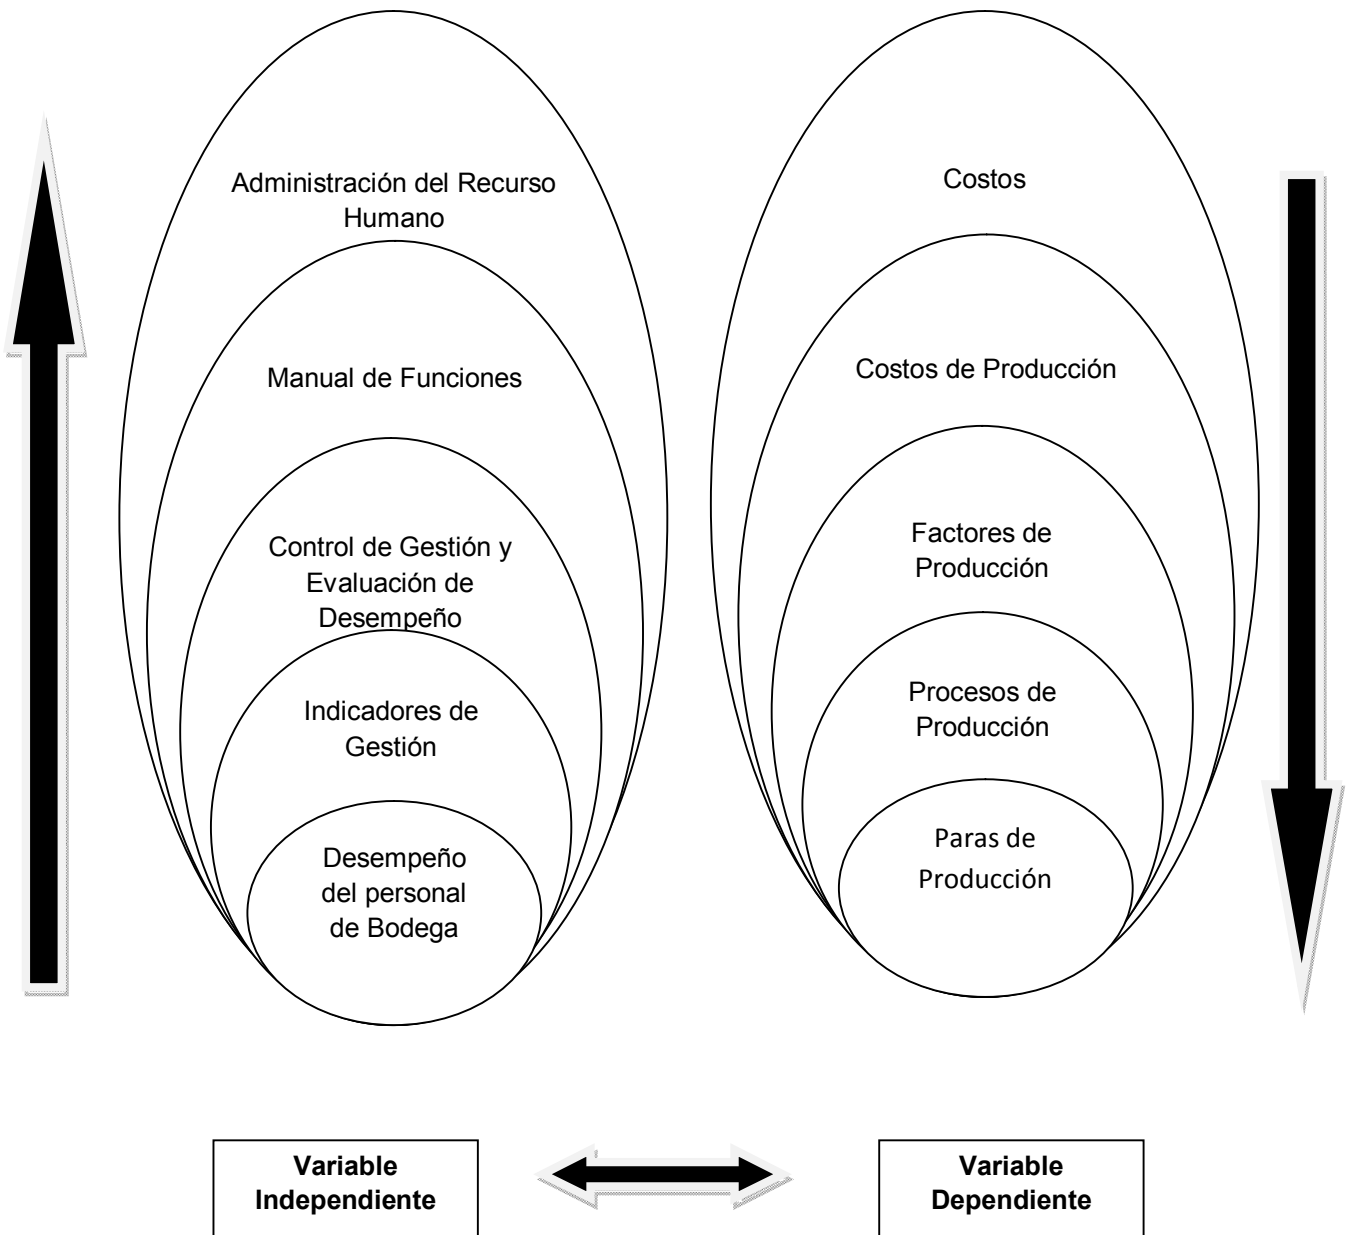 Administración del Recurso
Humano
Manual de Funciones
Control de Gestión y
Evaluación de
Desempeño
Indicadores de
Gestión
Desempeño
del personal
de Bodega
Costos
Costos de Producción
Factores de
Producción
Procesos de
Producción
Paras de
Producción
Variable
Independiente
Variable
Dependiente